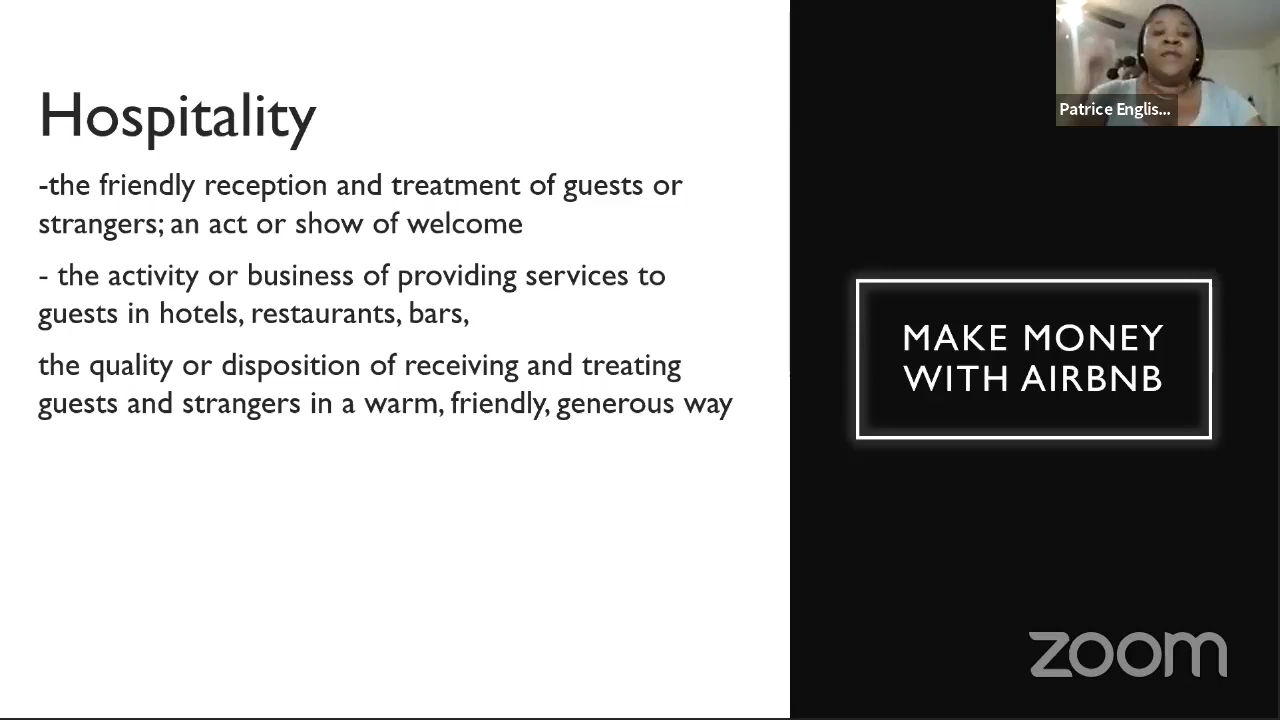 Hospitality
-the friendly reception and treatment of guests or
strangers; an act or show of welcome
- the activity or business of providing services to
guests in hotels, restaurants, bars,
the quality or disposition of receiving and treating
guests and strangers in a warm, friendly, generous way
Patrice Englis...
MAKE MONEY
WITH AIRBNB
zoom